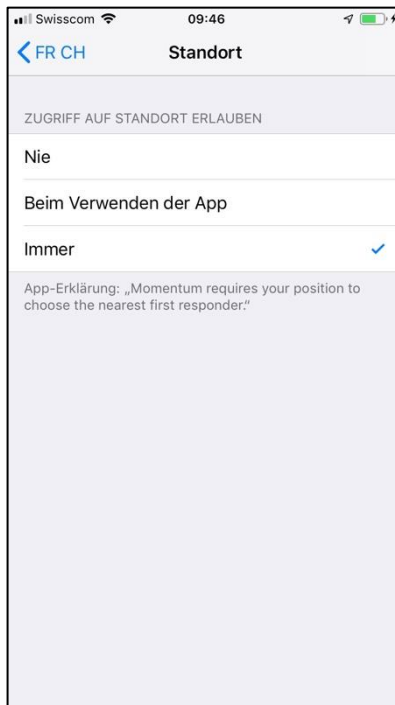 Swisscom 09:46
FR CH Standort
ZUGRIFF AUF STANDORT ERLAUBEN
Nie
Beim Verwenden der App
Immer
App-Erklärung: „Momentum requires your position to
choose the nearest first responder.“